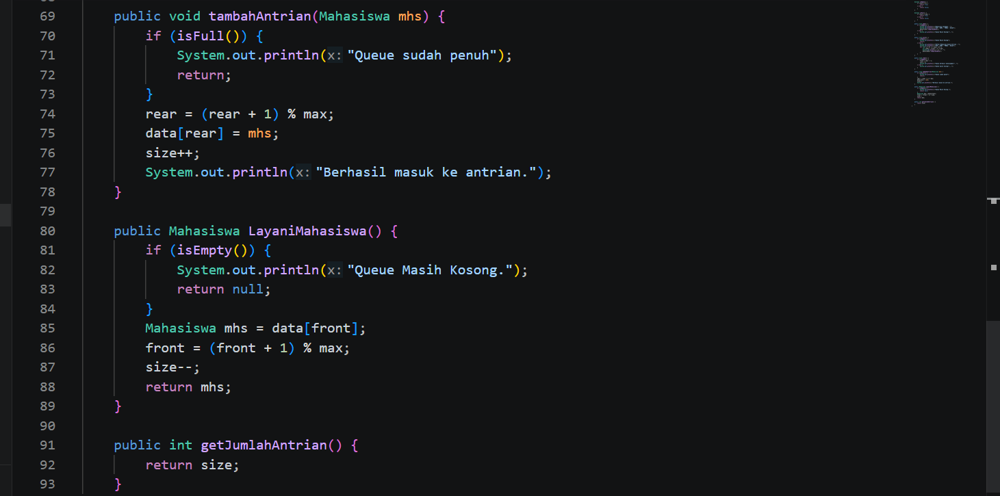 69 public void tambahAntrian(Mahasiswa mhs) {
70 if (isFull()) {
71 System.out.println(x: "Queue sudah penuh");
72 return;
73 }
74 rear = (rear + 1) % max;
75 data[rear] = mhs;
76 size++;
77 System.out.println(x: "Berhasil masuk ke antrian.");
78 }
79
80 public Mahasiswa LayaniMahasiswa() {
81 if (isEmpty()) {
82 System.out.println(x: "Queue Masih Kosong.");
83 return null;
84 }
85 Mahasiswa mhs = data[front];
86 front = (front + 1) % max;
87 size--;
88 return mhs;
89 }
90
91 public int getJumlahAntrian() {
92 return size;
93 }